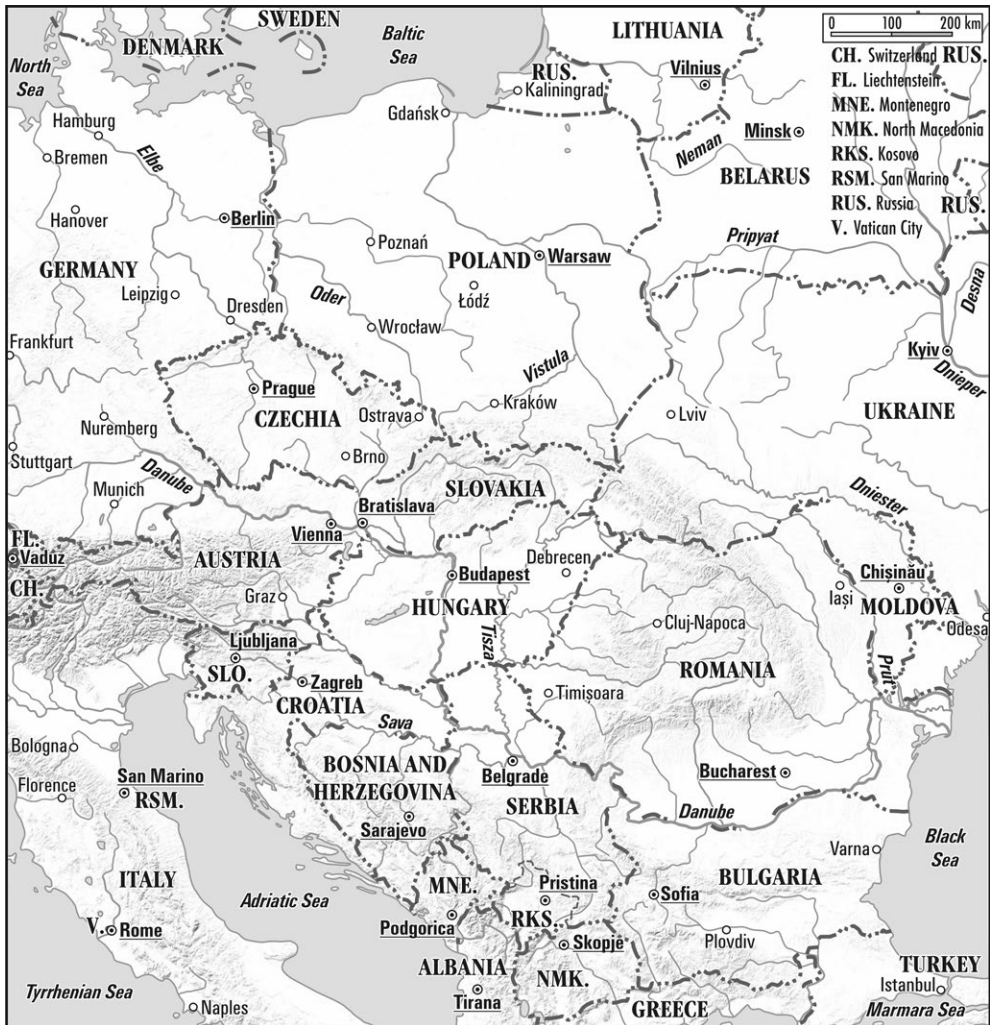 SWEDEN
DENMARK
Baltic
Sea
LITHUANIA
0 100 200 km
North
Sea
RUS.
Kaliningrad
Vilnius
CH. Switzerland
RUS.
FL. Liechtenstein
MNE. Montenegro
NMK. North Macedonia
RKS. Kosovo
RSM. San Marino
RUS. Russia
V. Vatican City
RUS.
Gdańsk
Hamburg
Minsk
Bremen
Elbe
Neman
BELARUS
Hanover
Berlin
Poznań
POLAND
Warsaw
Pripyat
GERMANY
Leipzig
Łódź
Desna
Dresden
Oder
Wrocław
Frankfurt
Kyiv
Vistula
Dnieper
Prague
Kraków
Lviv
UKRAINE
CZECHIA
Ostrava
Nuremberg
Brno
Stuttgart
Danube
Munich
SLOVAKIA
Bratislava
Vienna
Dniester
FL.
Vaduz
AUSTRIA
Debrecen
Budapest
Chișinău
CH.
Graz
HUNGARY
Iași
MOLDOVA
Cluj-Napoca
Odesa
Ljubljana
Tisza
SLO.
ROMANIA
Prut
Zagreb
CROATIA
Timișoara
Sava
Bologna
BOSNIA AND
HERZEGOVINA
Belgrade
Bucharest
San Marino
RSM.
Florence
SERBIA
Danube
Sarajevo
Black
Sea
Varna
ITALY
Adriatic Sea
MNE.
Pristina
Sofia
BULGARIA
V.
Rome
Podgorica
RKS.
Skopje
Plovdiv
ALBANIA
NMK.
TURKEY
Tyrrhenian Sea
Tirana
Istanbul
Naples
GREECE
Marmara Sea